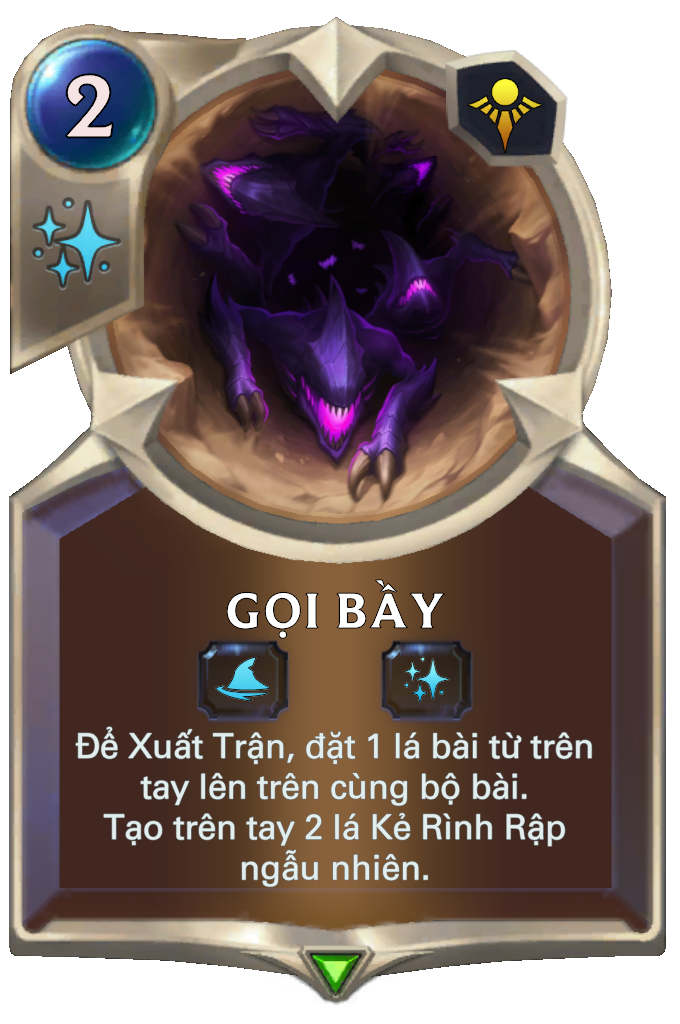 2
GỌI BẦY
Để Xuất Trận, đặt 1 lá bài từ trên
tay lên trên cùng bộ bài.
Tạo trên tay 2 lá Kẻ Rình Rập
ngẫu nhiên.